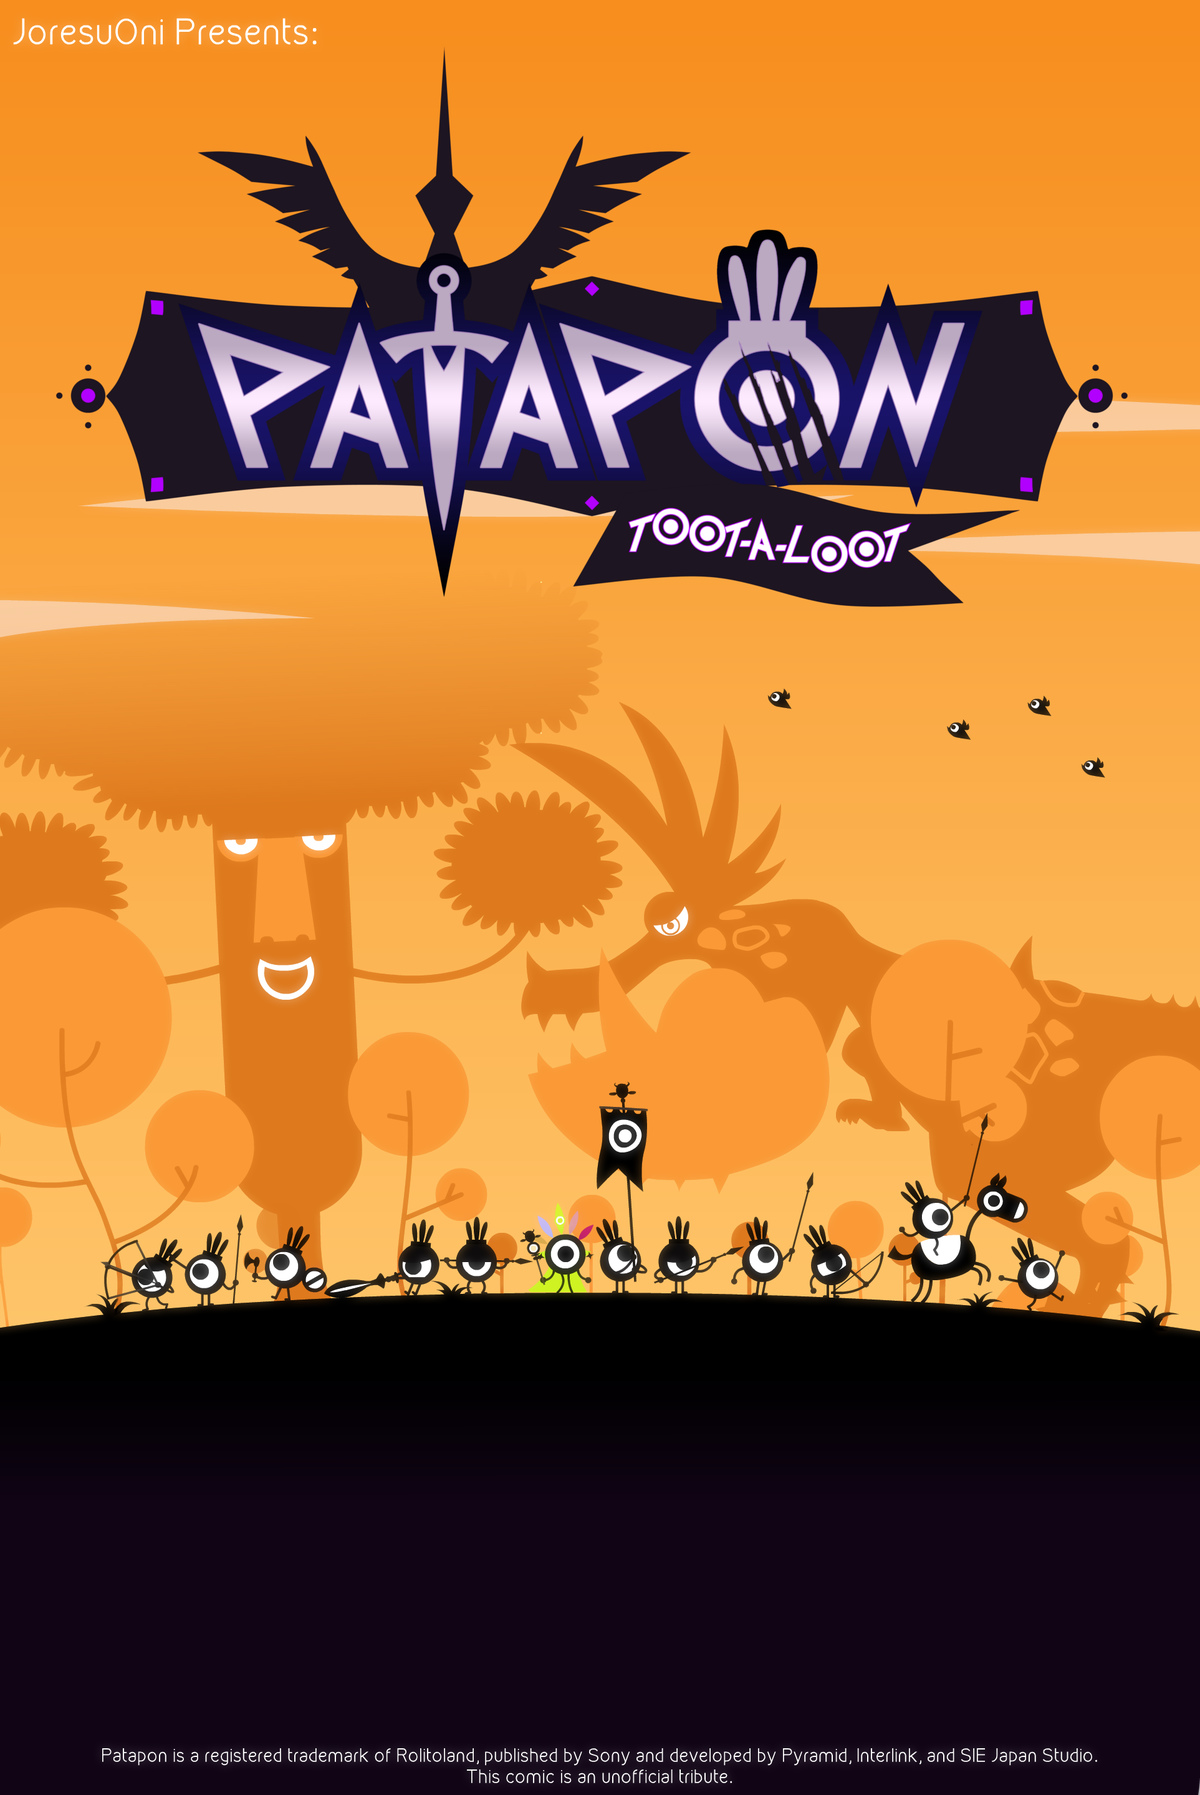 JoresuOni Presents:
PATAPON
TOOT-A-LOOT
Patapon is a registered trademark of Rolitoland, published by Sony and developed by Pyramid, Interlink, and SIE Japan Studio.
This comic is an unofficial tribute.